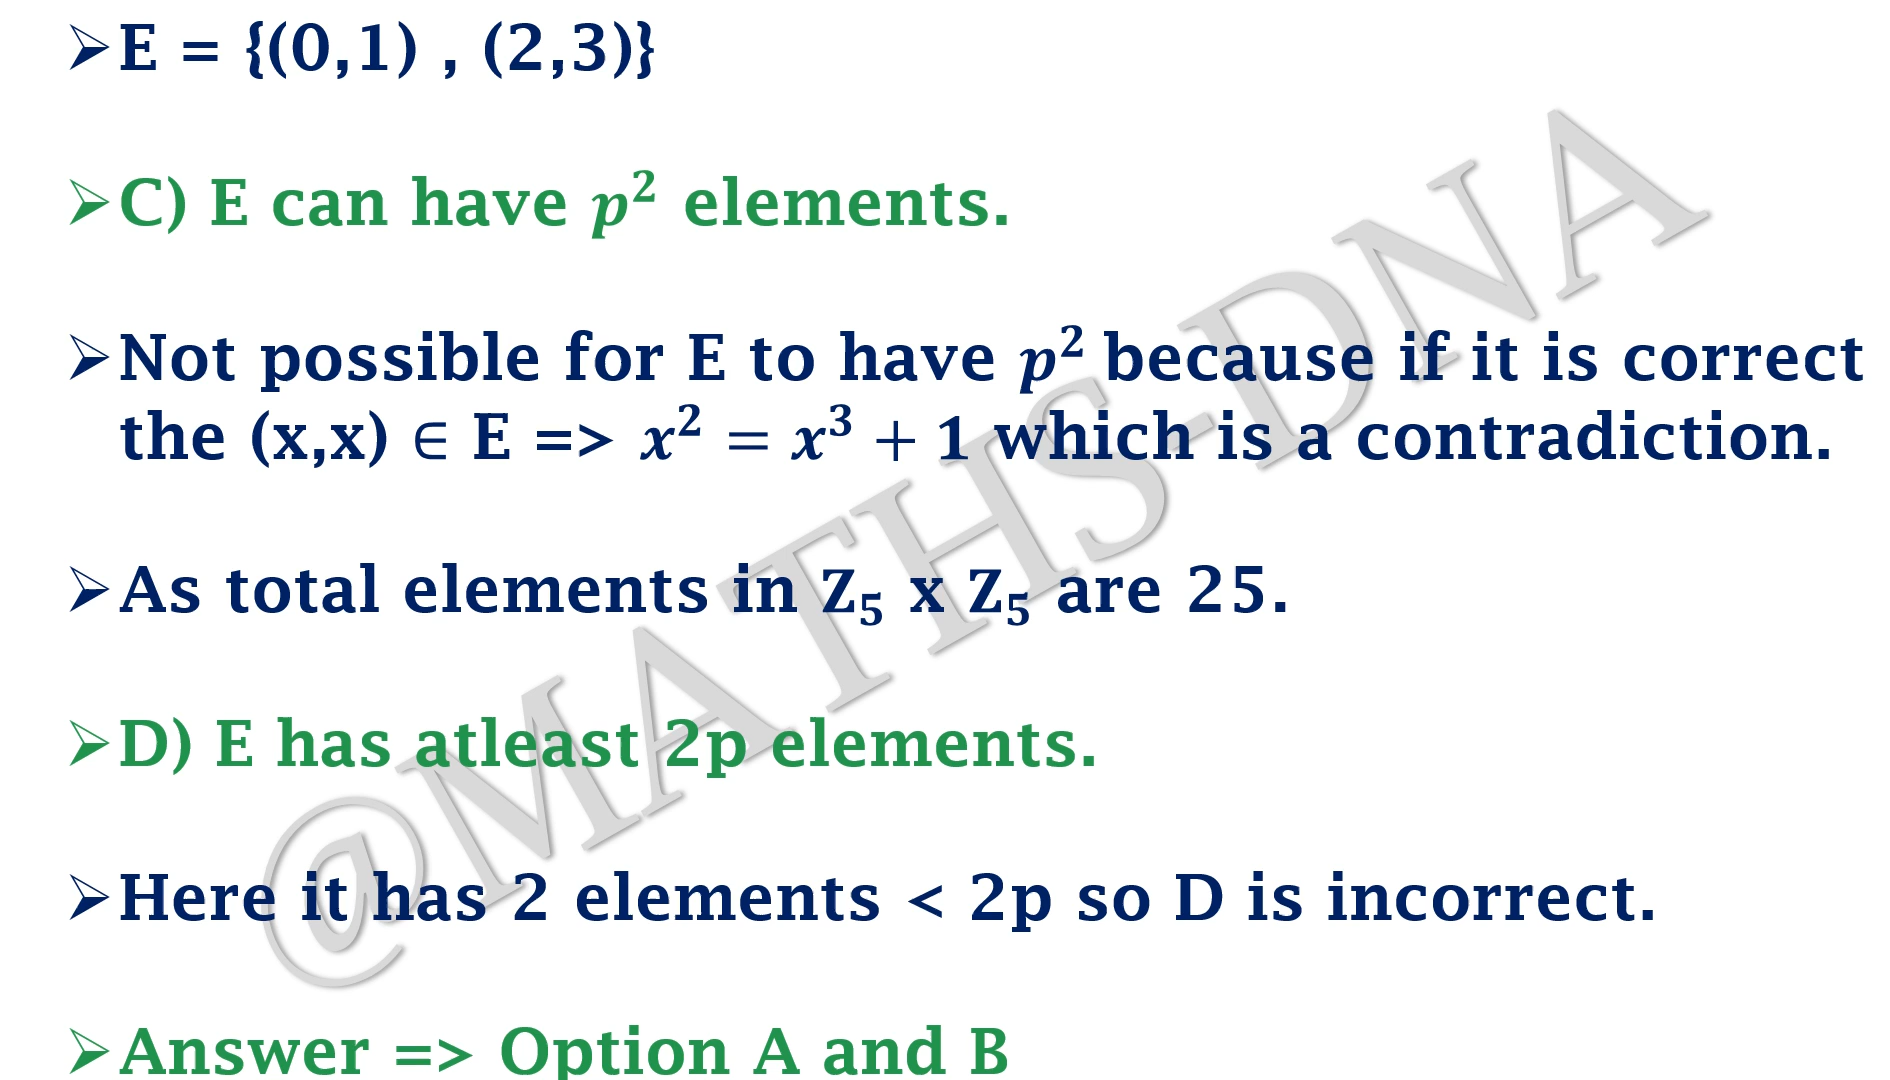 ➢E = {(0,1) , (2,3)}
➢C) E can have p² elements.
➢Not possible for E to have p² because if it is correct
the (x,x) ∈ E => x² = x³ + 1 which is a contradiction.
➢As total elements in Z₅ x Z₅ are 25.
➢D) E has atleast 2p elements.
➢Here it has 2 elements < 2p so D is incorrect.
➢Answer => Option A and B
@MATHS-DNA